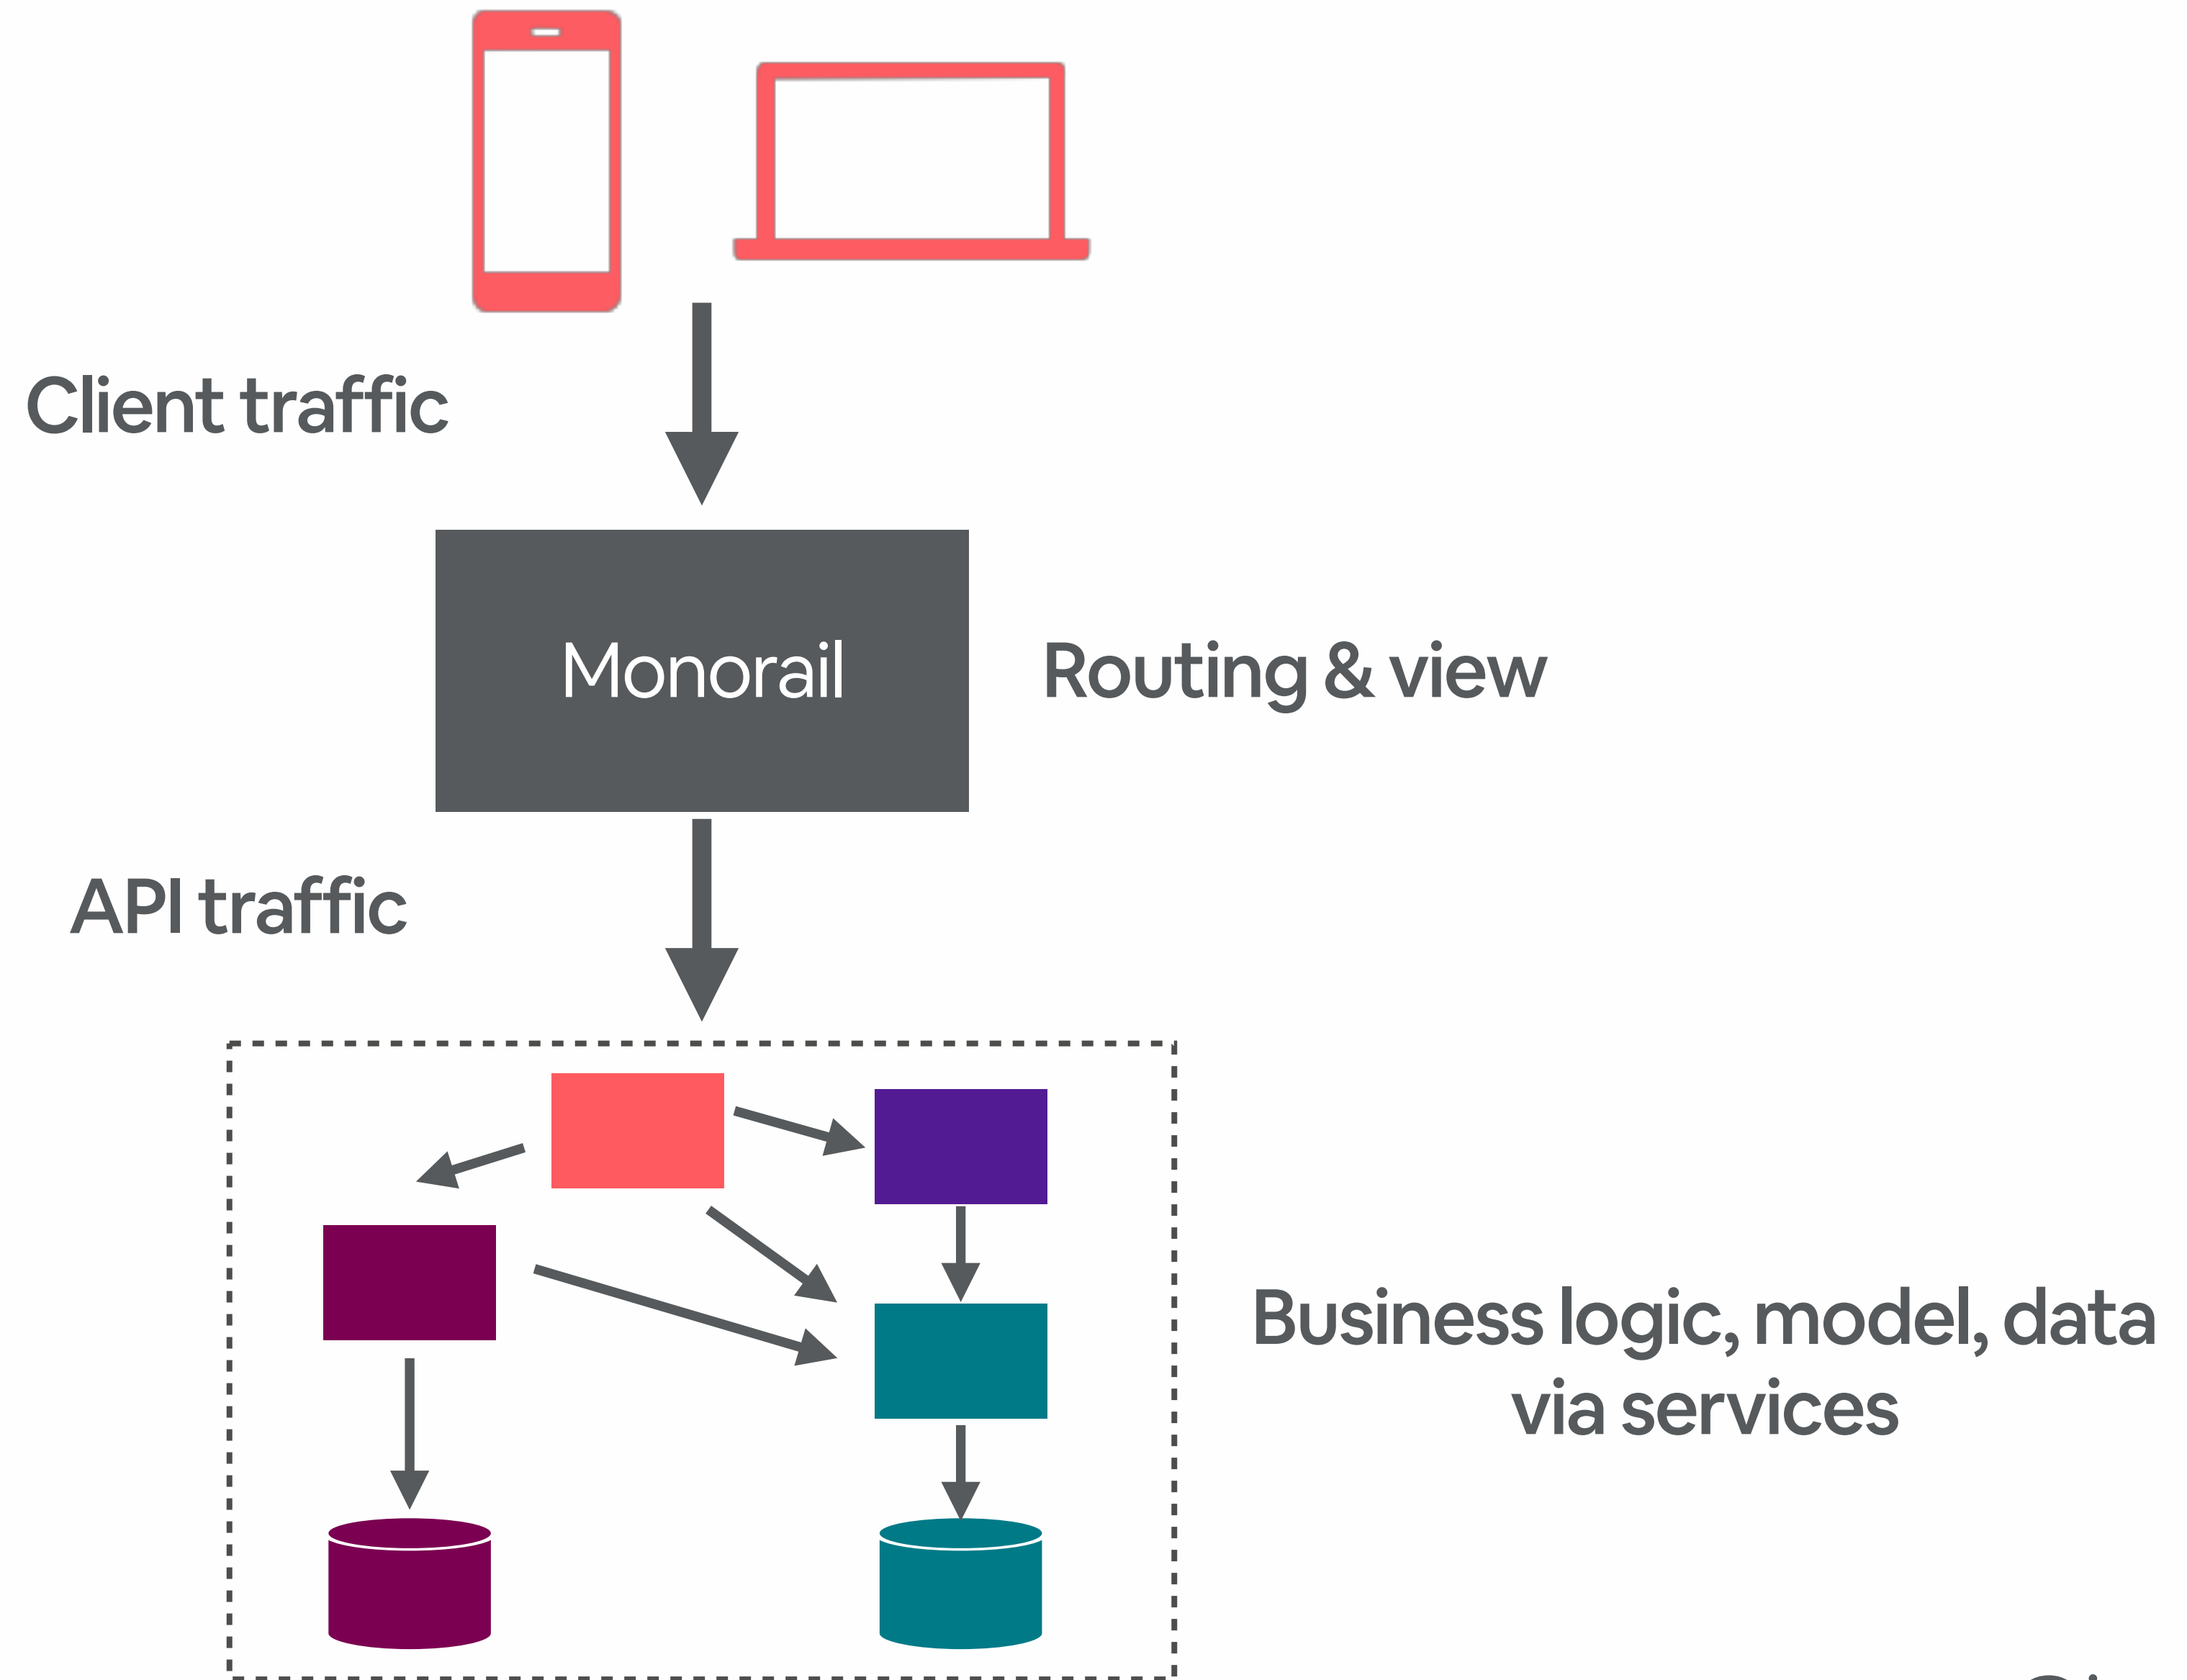 Client traffic
Monorail
Routing & view
API traffic
Business logic, model, data
via services